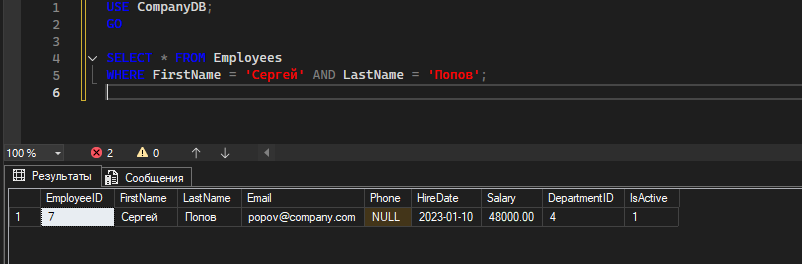 1 USE CompanyDB;
2 GO
3
4 SELECT * FROM Employees
5 WHERE FirstName = 'Сергей' AND LastName = 'Попов';
6
100 % 2 0
Результаты Сообщения
EmployeeID FirstName LastName Email Phone HireDate Salary DepartmentID IsActive
1 7 Сергей Попов popov@company.com NULL 2023-01-10 48000.00 4 1